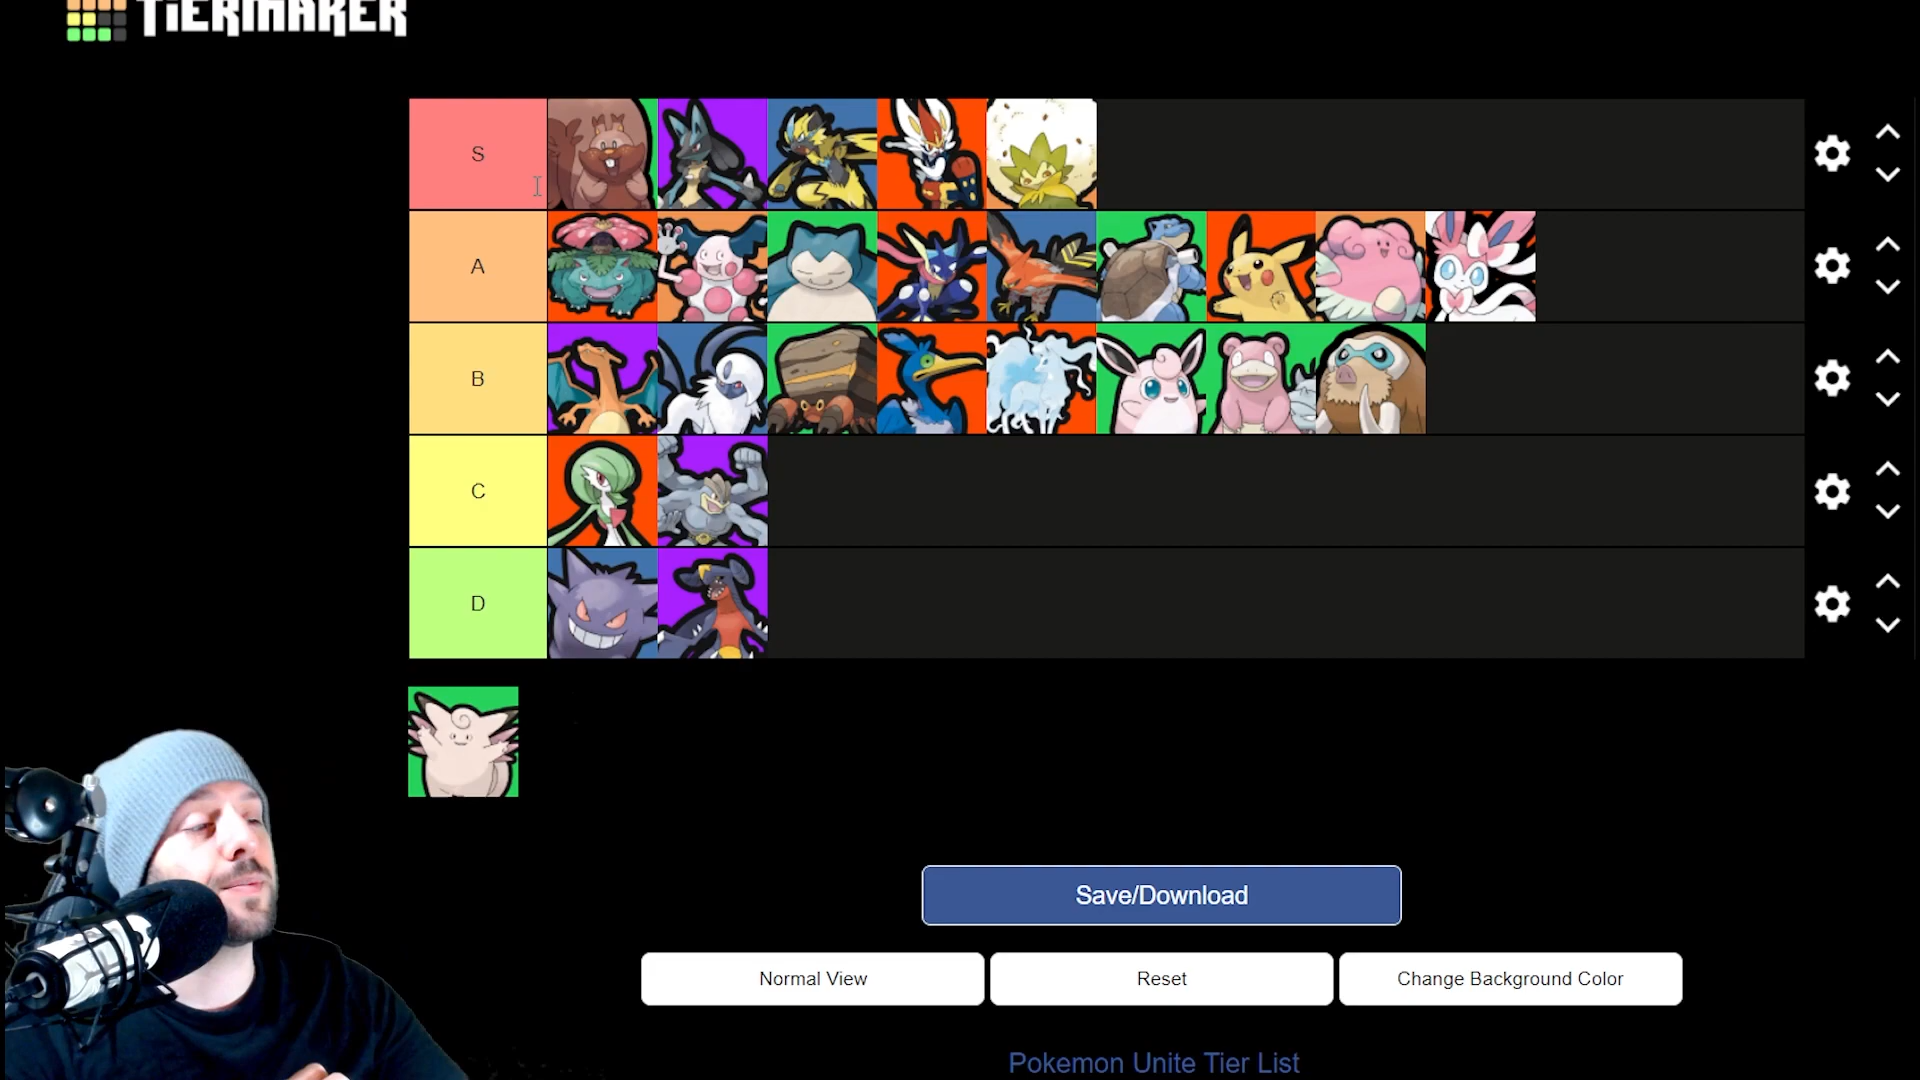 TIERMAKER
S
A
B
C
D
Save/Download
Normal View
Reset
Change Background Color
Pokemon Unite Tier List